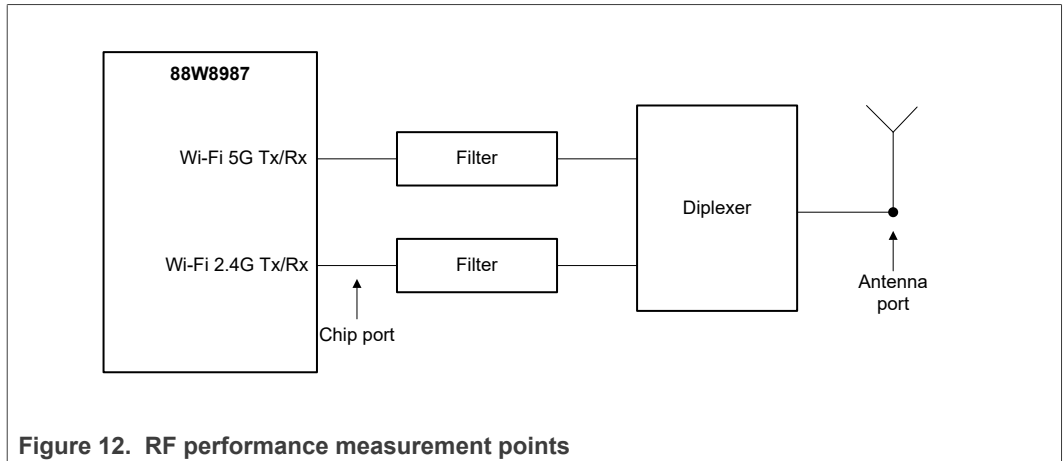 88W8987
Wi-Fi 5G Tx/Rx
Filter
Diplexer
Wi-Fi 2.4G Tx/Rx
Filter
Chip port
Antenna
port
Figure 12. RF performance measurement points